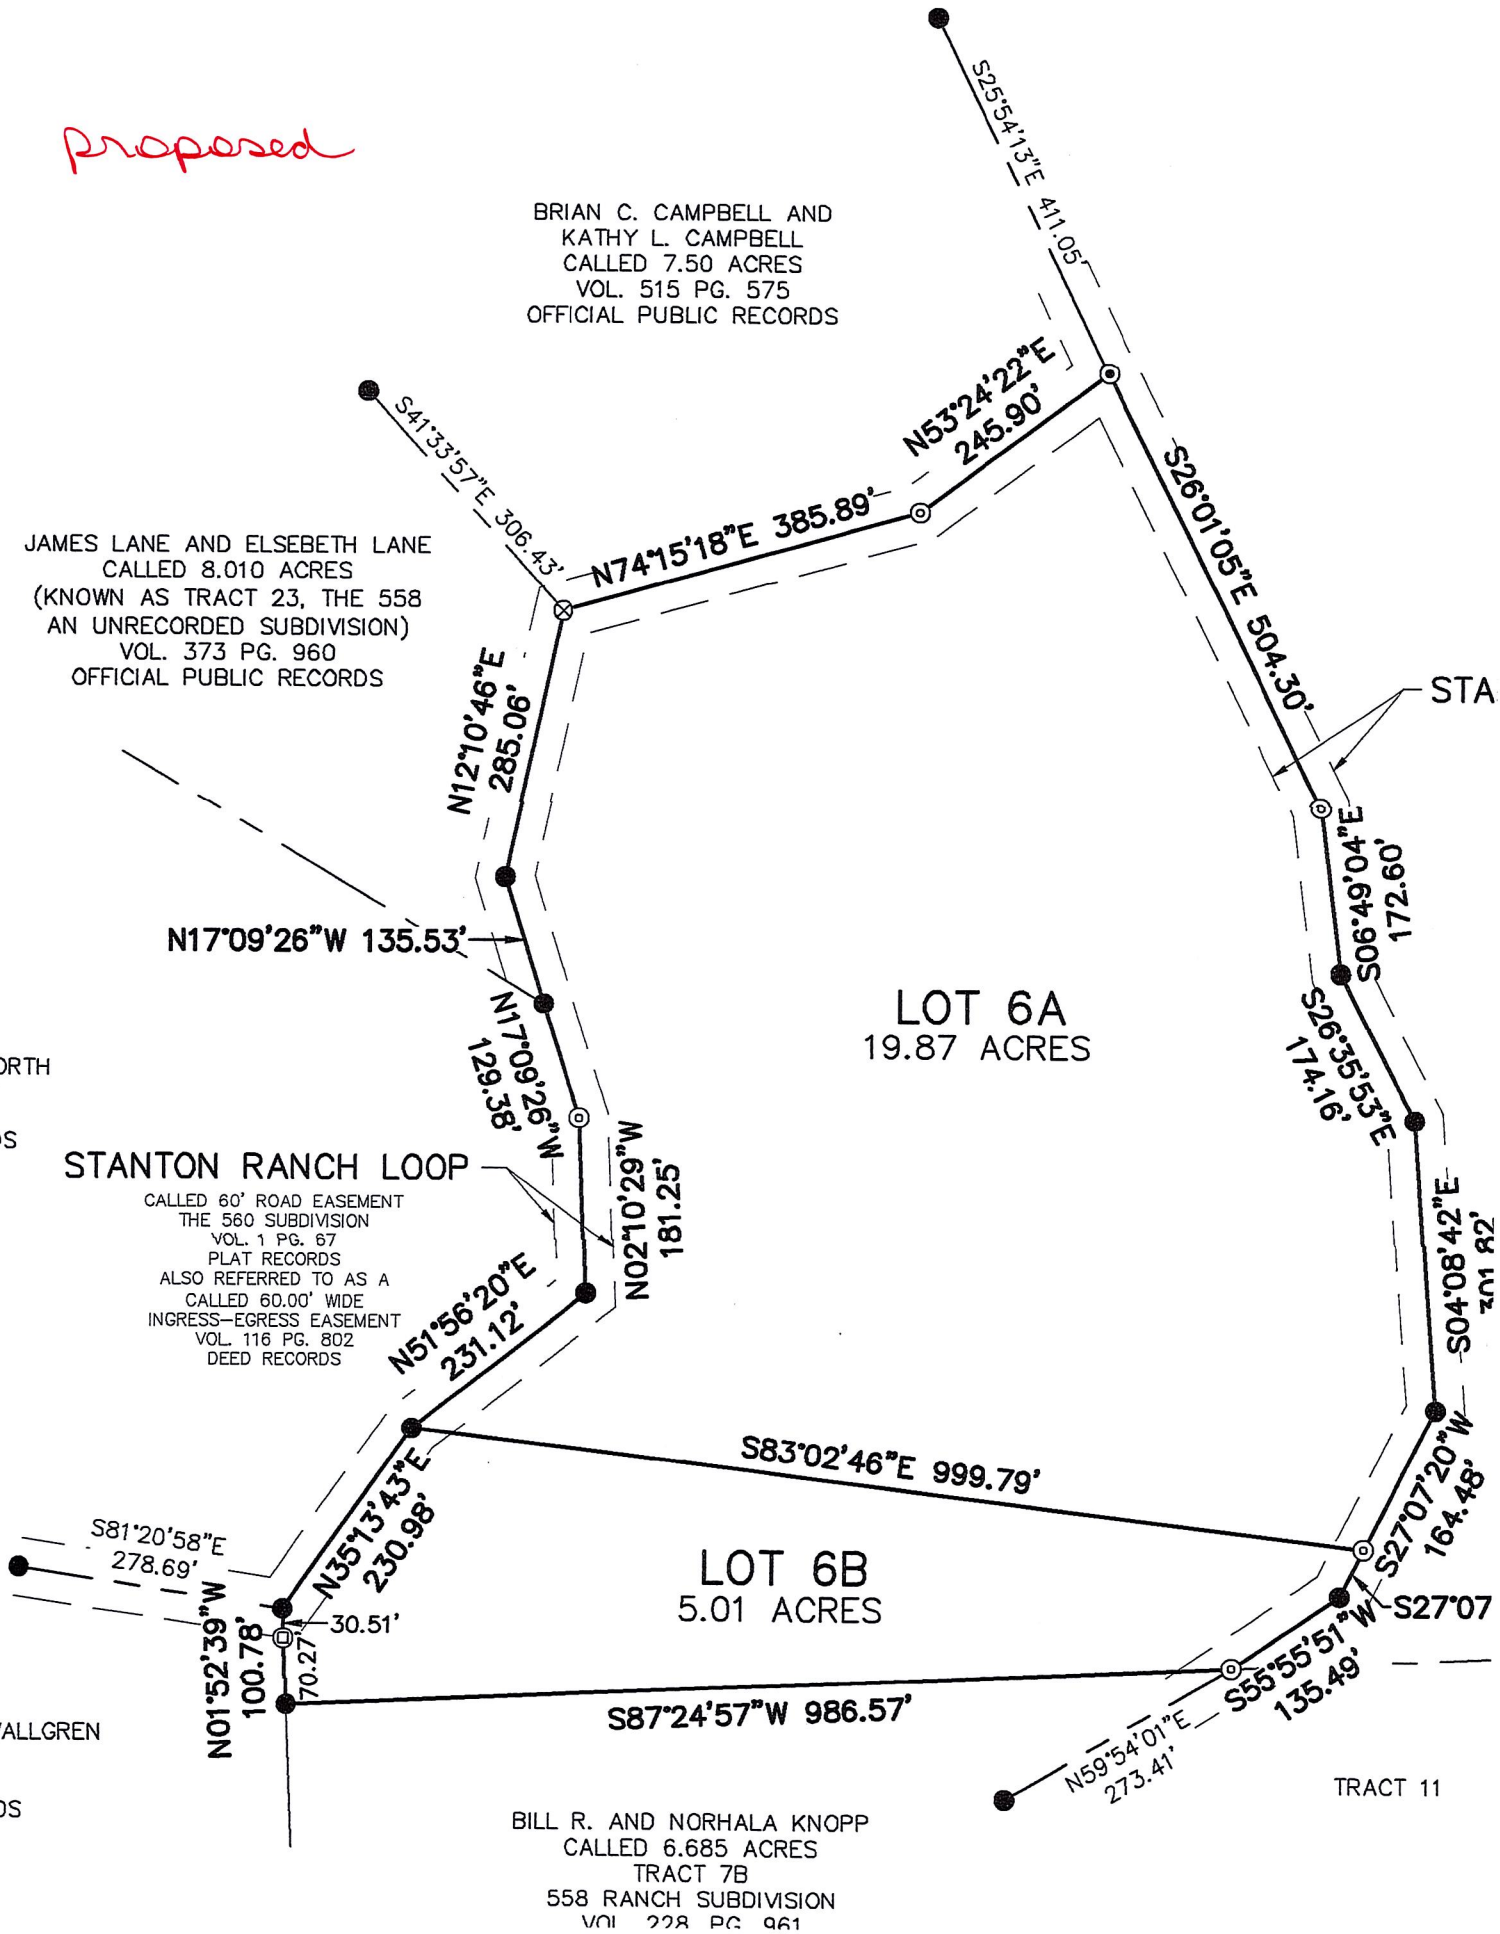 proposed
S25°54'13"E 411.05'
BRIAN C. CAMPBELL AND
KATHY L. CAMPBELL
CALLED 7.50 ACRES
VOL. 515 PG. 575
OFFICIAL PUBLIC RECORDS
N53°24'22"E
245.90'
S41°33'57"E 306.43'
N74°15'18"E 385.89'
S26°01'05"E 504.30'
JAMES LANE AND ELSEBETH LANE
CALLED 8.010 ACRES
(KNOWN AS TRACT 23, THE 558
AN UNRECORDED SUBDIVISION)
VOL. 373 PG. 960
OFFICIAL PUBLIC RECORDS
N12°10'46"E
285.06'
STA
S06°49'04"E
172.60'
N17°09'26"W 135.53'
LOT 6A
19.87 ACRES
N17°09'26"W
129.38'
S26°35'53"E
174.16'
ORTH
DS
STANTON RANCH LOOP
CALLED 60' ROAD EASEMENT
THE 560 SUBDIVISION
VOL. 1 PG. 67
PLAT RECORDS
ALSO REFERRED TO AS A
CALLED 60.00' WIDE
INGRESS-EGRESS EASEMENT
VOL. 116 PG. 802
DEED RECORDS
N02°10'29"W
181.25'
S04°08'42"E
301.82'
N51°56'20"E
231.12'
S83°02'46"E 999.79'
S27°07'20"W
164.48'
N35°13'43"E
230.98'
S81°20'58"E
278.69'
LOT 6B
5.01 ACRES
N01°52'39"W
100.78'
30.51'
70.27'
S27°07
S55°55'51"W
135.49'
S87°24'57"W 986.57'
N59°54'01"E
273.41'
VALLGREN
DS
TRACT 11
BILL R. AND NORHALA KNOPP
CALLED 6.685 ACRES
TRACT 7B
558 RANCH SUBDIVISION
VOL. 228 PG. 961